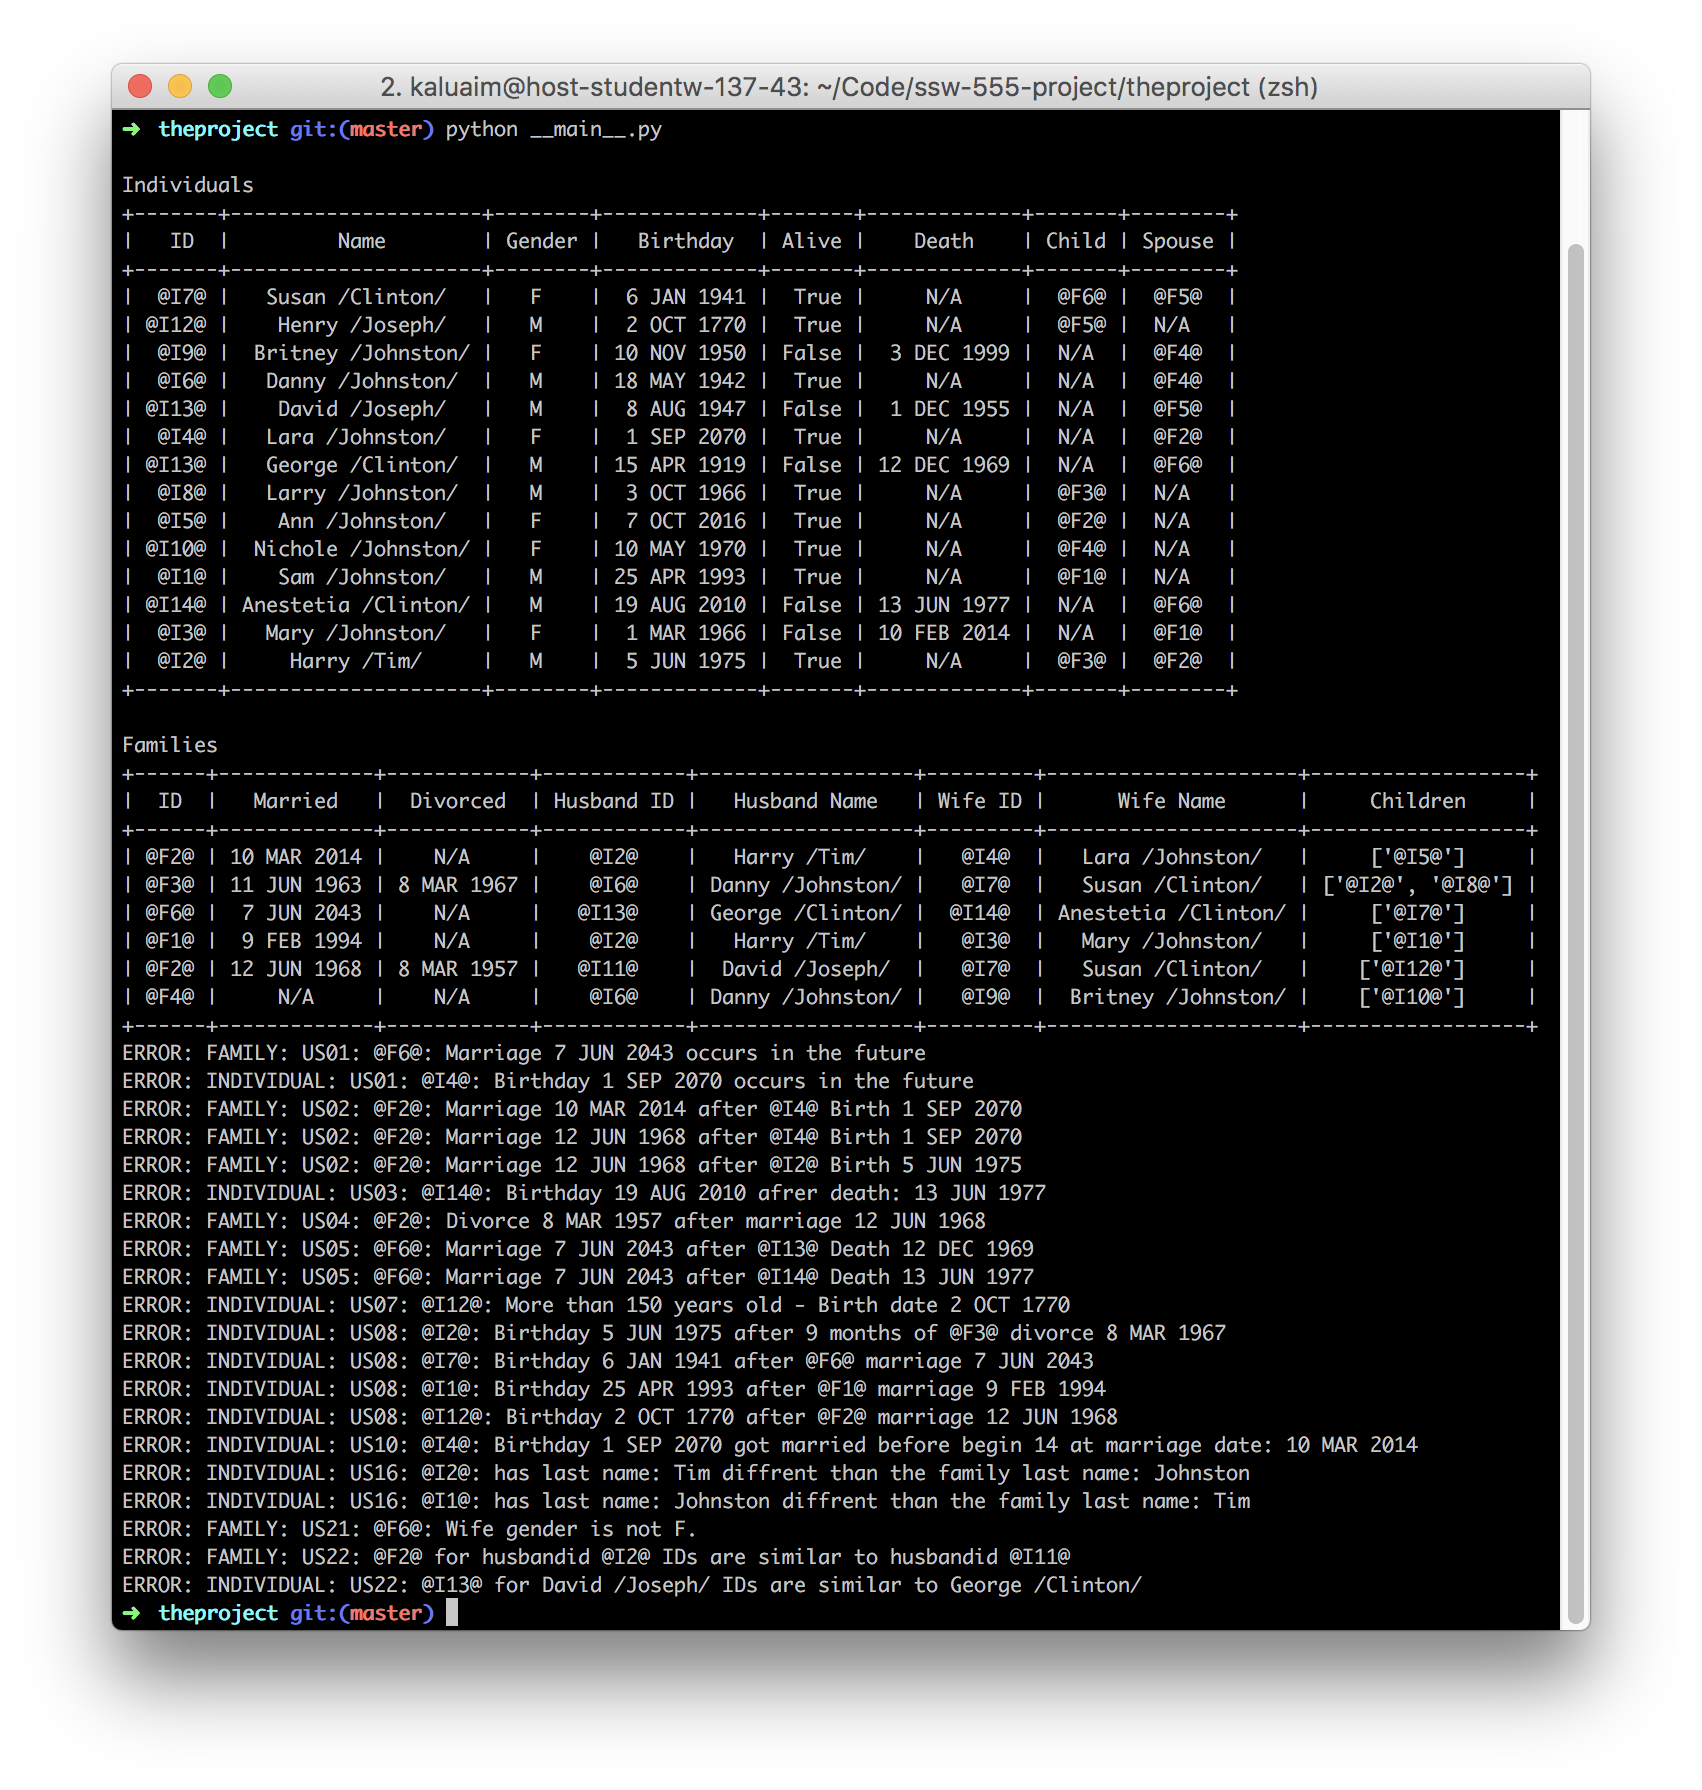 2. kaluaim@host-studentw-137-43: ~/Code/ssw-555-project/theproject (zsh)
➜  theproject git:(master) python __main__.py
Individuals
+-------+---------------------+--------+-------------+-------+-------------+-------+--------+
|   ID  |         Name        | Gender |   Birthday  | Alive |    Death    | Child | Spouse |
+-------+---------------------+--------+-------------+-------+-------------+-------+--------+
|  @I7@ |   Susan /Clinton/   |   F    |  6 JAN 1941 |  True |     N/A     |  @F6@ |  @F5@  |
| @I12@ |    Henry /Joseph/   |   M    |  2 OCT 1770 |  True |     N/A     |  @F5@ |  N/A   |
|  @I9@ |  Britney /Johnston/ |   F    | 10 NOV 1950 | False |  3 DEC 1999 |  N/A  |  @F4@  |
|  @I6@ |   Danny /Johnston/  |   M    | 18 MAY 1942 |  True |     N/A     |  N/A  |  @F4@  |
| @I13@ |    David /Joseph/   |   M    |  8 AUG 1947 | False |  1 DEC 1955 |  N/A  |  @F5@  |
|  @I4@ |   Lara /Johnston/   |   F    |  1 SEP 2070 |  True |     N/A     |  N/A  |  @F2@  |
| @I13@ |   George /Clinton/  |   M    | 15 APR 1919 | False | 12 DEC 1969 |  N/A  |  @F6@  |
|  @I8@ |   Larry /Johnston/  |   M    |  3 OCT 1966 |  True |     N/A     |  @F3@ |  N/A   |
|  @I5@ |    Ann /Johnston/   |   F    |  7 OCT 2016 |  True |     N/A     |  @F2@ |  N/A   |
| @I10@ |  Nichole /Johnston/ |   F    | 10 MAY 1970 |  True |     N/A     |  @F4@ |  N/A   |
|  @I1@ |    Sam /Johnston/   |   M    | 25 APR 1993 |  True |     N/A     |  @F1@ |  N/A   |
| @I14@ | Anestetia /Clinton/ |   M    | 19 AUG 2010 | False | 13 JUN 1977 |  N/A  |  @F6@  |
|  @I3@ |   Mary /Johnston/   |   F    |  1 MAR 1966 | False | 10 FEB 2014 |  N/A  |  @F1@  |
|  @I2@ |     Harry /Tim/     |   M    |  5 JUN 1975 |  True |     N/A     |  @F3@ |  @F2@  |
+-------+---------------------+--------+-------------+-------+-------------+-------+--------+
Families
+------+-------------+------------+------------+------------------+---------+---------------------+------------------+
|  ID  |   Married   |  Divorced  | Husband ID |   Husband Name   | Wife ID |      Wife Name      |     Children     |
+------+-------------+------------+------------+------------------+---------+---------------------+------------------+
| @F2@ | 10 MAR 2014 |    N/A     |    @I2@    |   Harry /Tim/    |   @I4@  |   Lara /Johnston/   |     ['@I5@']     |
| @F3@ | 11 JUN 1963 | 8 MAR 1967 |    @I6@    | Danny /Johnston/ |   @I7@  |   Susan /Clinton/   | ['@I2@', '@I8@'] |
| @F6@ |  7 JUN 2043 |    N/A     |   @I13@    | George /Clinton/ |  @I14@  | Anestetia /Clinton/ |     ['@I7@']     |
| @F1@ |  9 FEB 1994 |    N/A     |    @I2@    |   Harry /Tim/    |   @I3@  |   Mary /Johnston/   |     ['@I1@']     |
| @F2@ | 12 JUN 1968 | 8 MAR 1957 |   @I11@    |  David /Joseph/  |   @I7@  |   Susan /Clinton/   |    ['@I12@']     |
| @F4@ |     N/A     |    N/A     |    @I6@    | Danny /Johnston/ |   @I9@  |  Britney /Johnston/ |    ['@I10@']     |
+------+-------------+------------+------------+------------------+---------+---------------------+------------------+
ERROR: FAMILY: US01: @F6@: Marriage 7 JUN 2043 occurs in the future
ERROR: INDIVIDUAL: US01: @I4@: Birthday 1 SEP 2070 occurs in the future
ERROR: FAMILY: US02: @F2@: Marriage 10 MAR 2014 after @I4@ Birth 1 SEP 2070
ERROR: FAMILY: US02: @F2@: Marriage 12 JUN 1968 after @I4@ Birth 1 SEP 2070
ERROR: FAMILY: US02: @F2@: Marriage 12 JUN 1968 after @I2@ Birth 5 JUN 1975
ERROR: INDIVIDUAL: US03: @I14@: Birthday 19 AUG 2010 afrer death: 13 JUN 1977
ERROR: FAMILY: US04: @F2@: Divorce 8 MAR 1957 after marriage 12 JUN 1968
ERROR: FAMILY: US05: @F6@: Marriage 7 JUN 2043 after @I13@ Death 12 DEC 1969
ERROR: FAMILY: US05: @F6@: Marriage 7 JUN 2043 after @I14@ Death 13 JUN 1977
ERROR: INDIVIDUAL: US07: @I12@: More than 150 years old - Birth date 2 OCT 1770
ERROR: INDIVIDUAL: US08: @I2@: Birthday 5 JUN 1975 after 9 months of @F3@ divorce 8 MAR 1967
ERROR: INDIVIDUAL: US08: @I7@: Birthday 6 JAN 1941 after @F6@ marriage 7 JUN 2043
ERROR: INDIVIDUAL: US08: @I1@: Birthday 25 APR 1993 after @F1@ marriage 9 FEB 1994
ERROR: INDIVIDUAL: US08: @I12@: Birthday 2 OCT 1770 after @F2@ marriage 12 JUN 1968
ERROR: INDIVIDUAL: US10: @I4@: Birthday 1 SEP 2070 got married before begin 14 at marriage date: 10 MAR 2014
ERROR: INDIVIDUAL: US16: @I2@: has last name: Tim diffrent than the family last name: Johnston
ERROR: INDIVIDUAL: US16: @I1@: has last name: Johnston diffrent than the family last name: Tim
ERROR: FAMILY: US21: @F6@: Wife gender is not F.
ERROR: FAMILY: US22: @F2@ for husbandid @I2@ IDs are similar to husbandid @I11@
ERROR: INDIVIDUAL: US22: @I13@ for David /Joseph/ IDs are similar to George /Clinton/
➜  theproject git:(master)